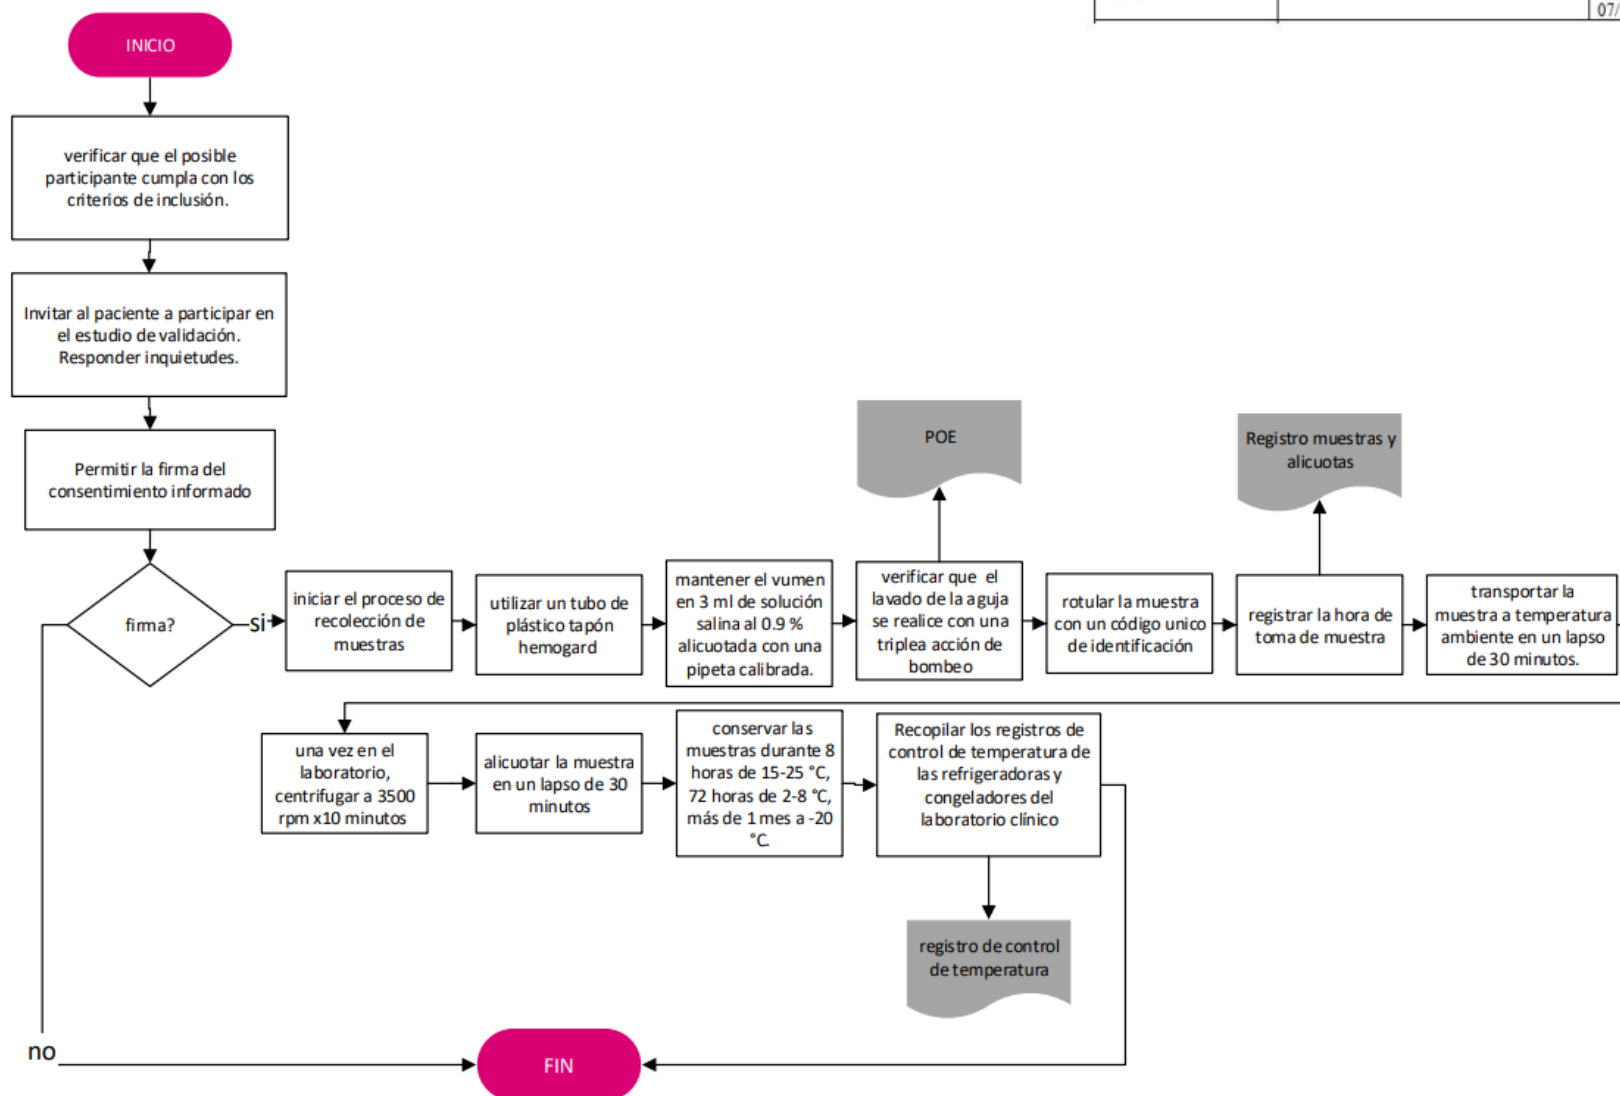 07/
INICIO
verificar que el posible
participante cumpla con los
criterios de inclusión.
Invitar al paciente a participar en
el estudio de validación.
Responder inquietudes.
Permitir la firma del
consentimiento informado
firma?
si
no
iniciar el proceso de
recolección de
muestras
utilizar un tubo de
plástico tapón
hemogard
mantener el vumen
en 3 ml de solución
salina al 0.9 %
alicuotada con una
pipeta calibrada.
verificar que el
lavado de la aguja
se realice con una
triplea acción de
bombeo
POE
rotular la muestra
con un código unico
de identificación
registrar la hora de
toma de muestra
Registro muestras y
alicuotas
transportar la
muestra a temperatura
ambiente en un lapso
de 30 minutos.
una vez en el
laboratorio,
centrifugar a 3500
rpm x10 minutos
alicuotar la muestra
en un lapso de 30
minutos
conservar las
muestras durante 8
horas de 15-25 °C,
72 horas de 2-8 °C,
más de 1 mes a -20
°C.
Recopilar los registros de
control de temperatura de
las refrigeradoras y
congeladores del
laboratorio clínico
registro de control
de temperatura
FIN